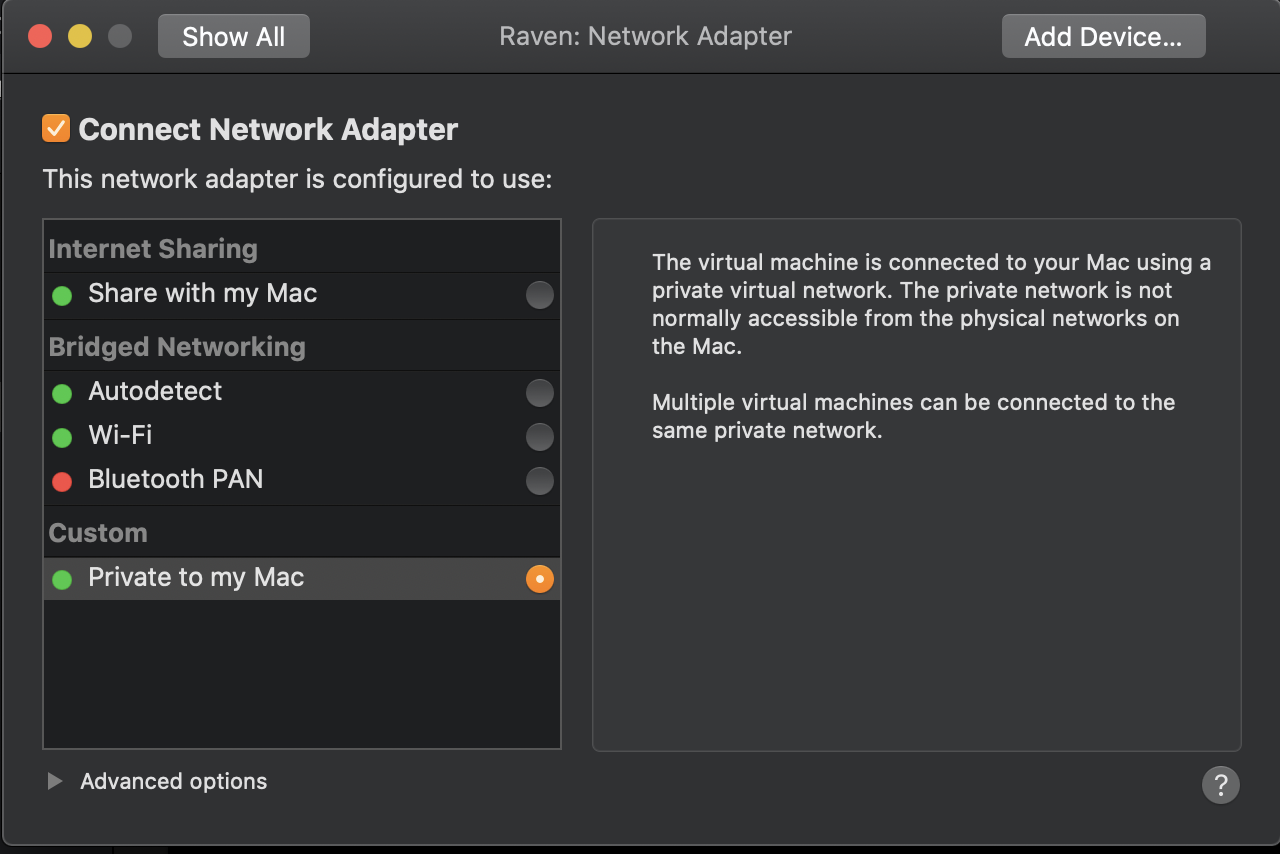 Show All
Raven: Network Adapter
Add Device...
Connect Network Adapter
This network adapter is configured to use:
Internet Sharing
Share with my Mac
Bridged Networking
Autodetect
Wi-Fi
Bluetooth PAN
Custom
Private to my Mac
The virtual machine is connected to your Mac using a
private virtual network. The private network is not
normally accessible from the physical networks on
the Mac.
Multiple virtual machines can be connected to the
same private network.
Advanced options
?